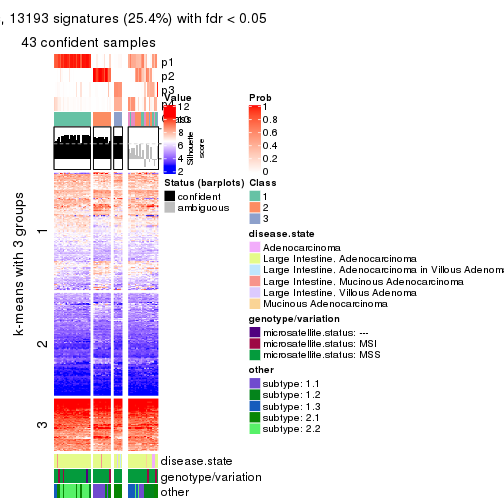 , 13193 signatures (25.4%) with fdr < 0.05
43 confident samples
p1
p2
p3
p4
Value
12
10
8
6
4
2
Silhouette
score
Prob
1
0.8
0.6
0.4
0.2
0
Status (barplots)
confident
ambiguous
Class
1
2
3
disease.state
Adenocarcinoma
Large Intestine. Adenocarcinoma
Large Intestine. Adenocarcinoma in Villous Adenom
Large Intestine. Mucinous Adenocarcinoma
Large Intestine. Villous Adenoma
Mucinous Adenocarcinoma
genotype/variation
microsatellite.status: ---
microsatellite.status: MSI
microsatellite.status: MSS
other
subtype: 1.1
subtype: 1.2
subtype: 1.3
subtype: 2.1
subtype: 2.2
k-means with 3 groups
1
2
3
disease.state
genotype/variation
other